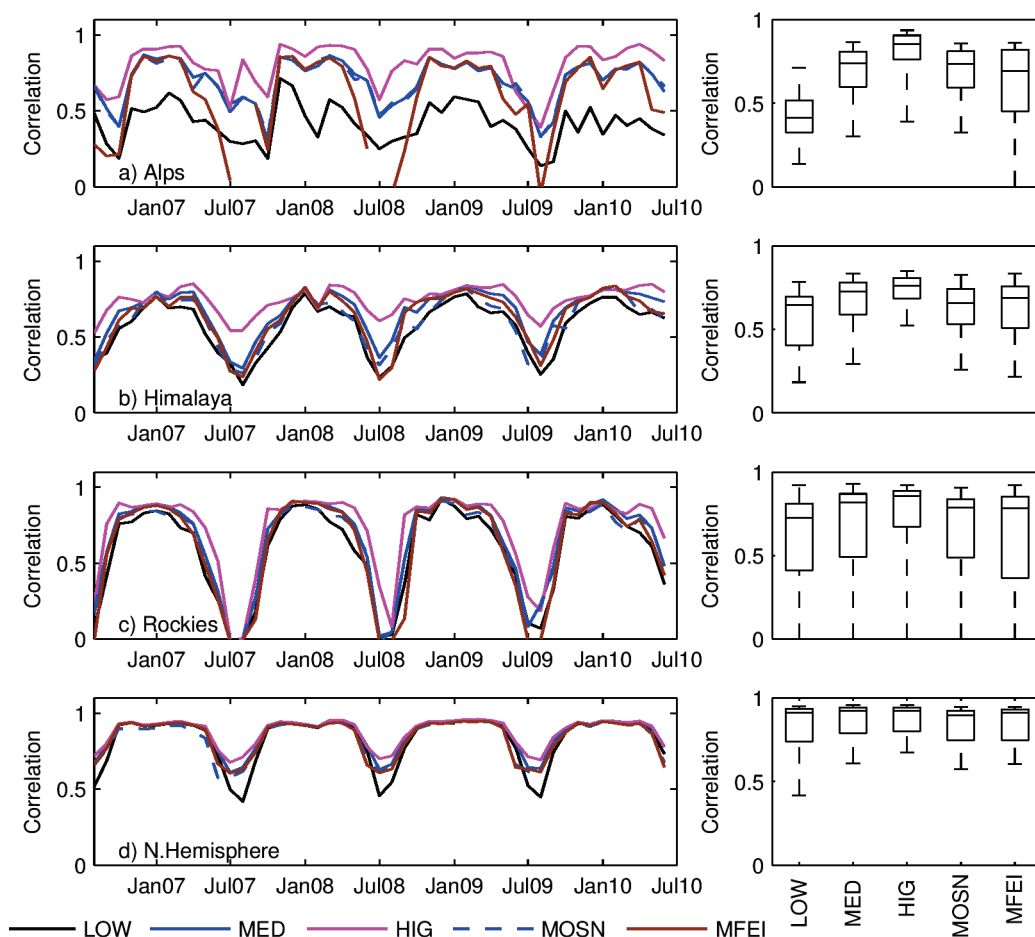 1
0.5
0
Correlation
a) Alps
Jan07 Jul07 Jan08 Jul08 Jan09 Jul09 Jan10 Jul10
1
0.5
0
Correlation
1
0.5
0
Correlation
b) Himalaya
Jan07 Jul07 Jan08 Jul08 Jan09 Jul09 Jan10 Jul10
1
0.5
0
Correlation
1
0.5
0
Correlation
c) Rockies
Jan07 Jul07 Jan08 Jul08 Jan09 Jul09 Jan10 Jul10
1
0.5
0
Correlation
1
0.5
0
Correlation
d) N.Hemisphere
Jan07 Jul07 Jan08 Jul08 Jan09 Jul09 Jan10 Jul10
1
0.5
0
Correlation
LOW MED HIG MOSN MFEI
LOW MED HIG MOSN MFEI